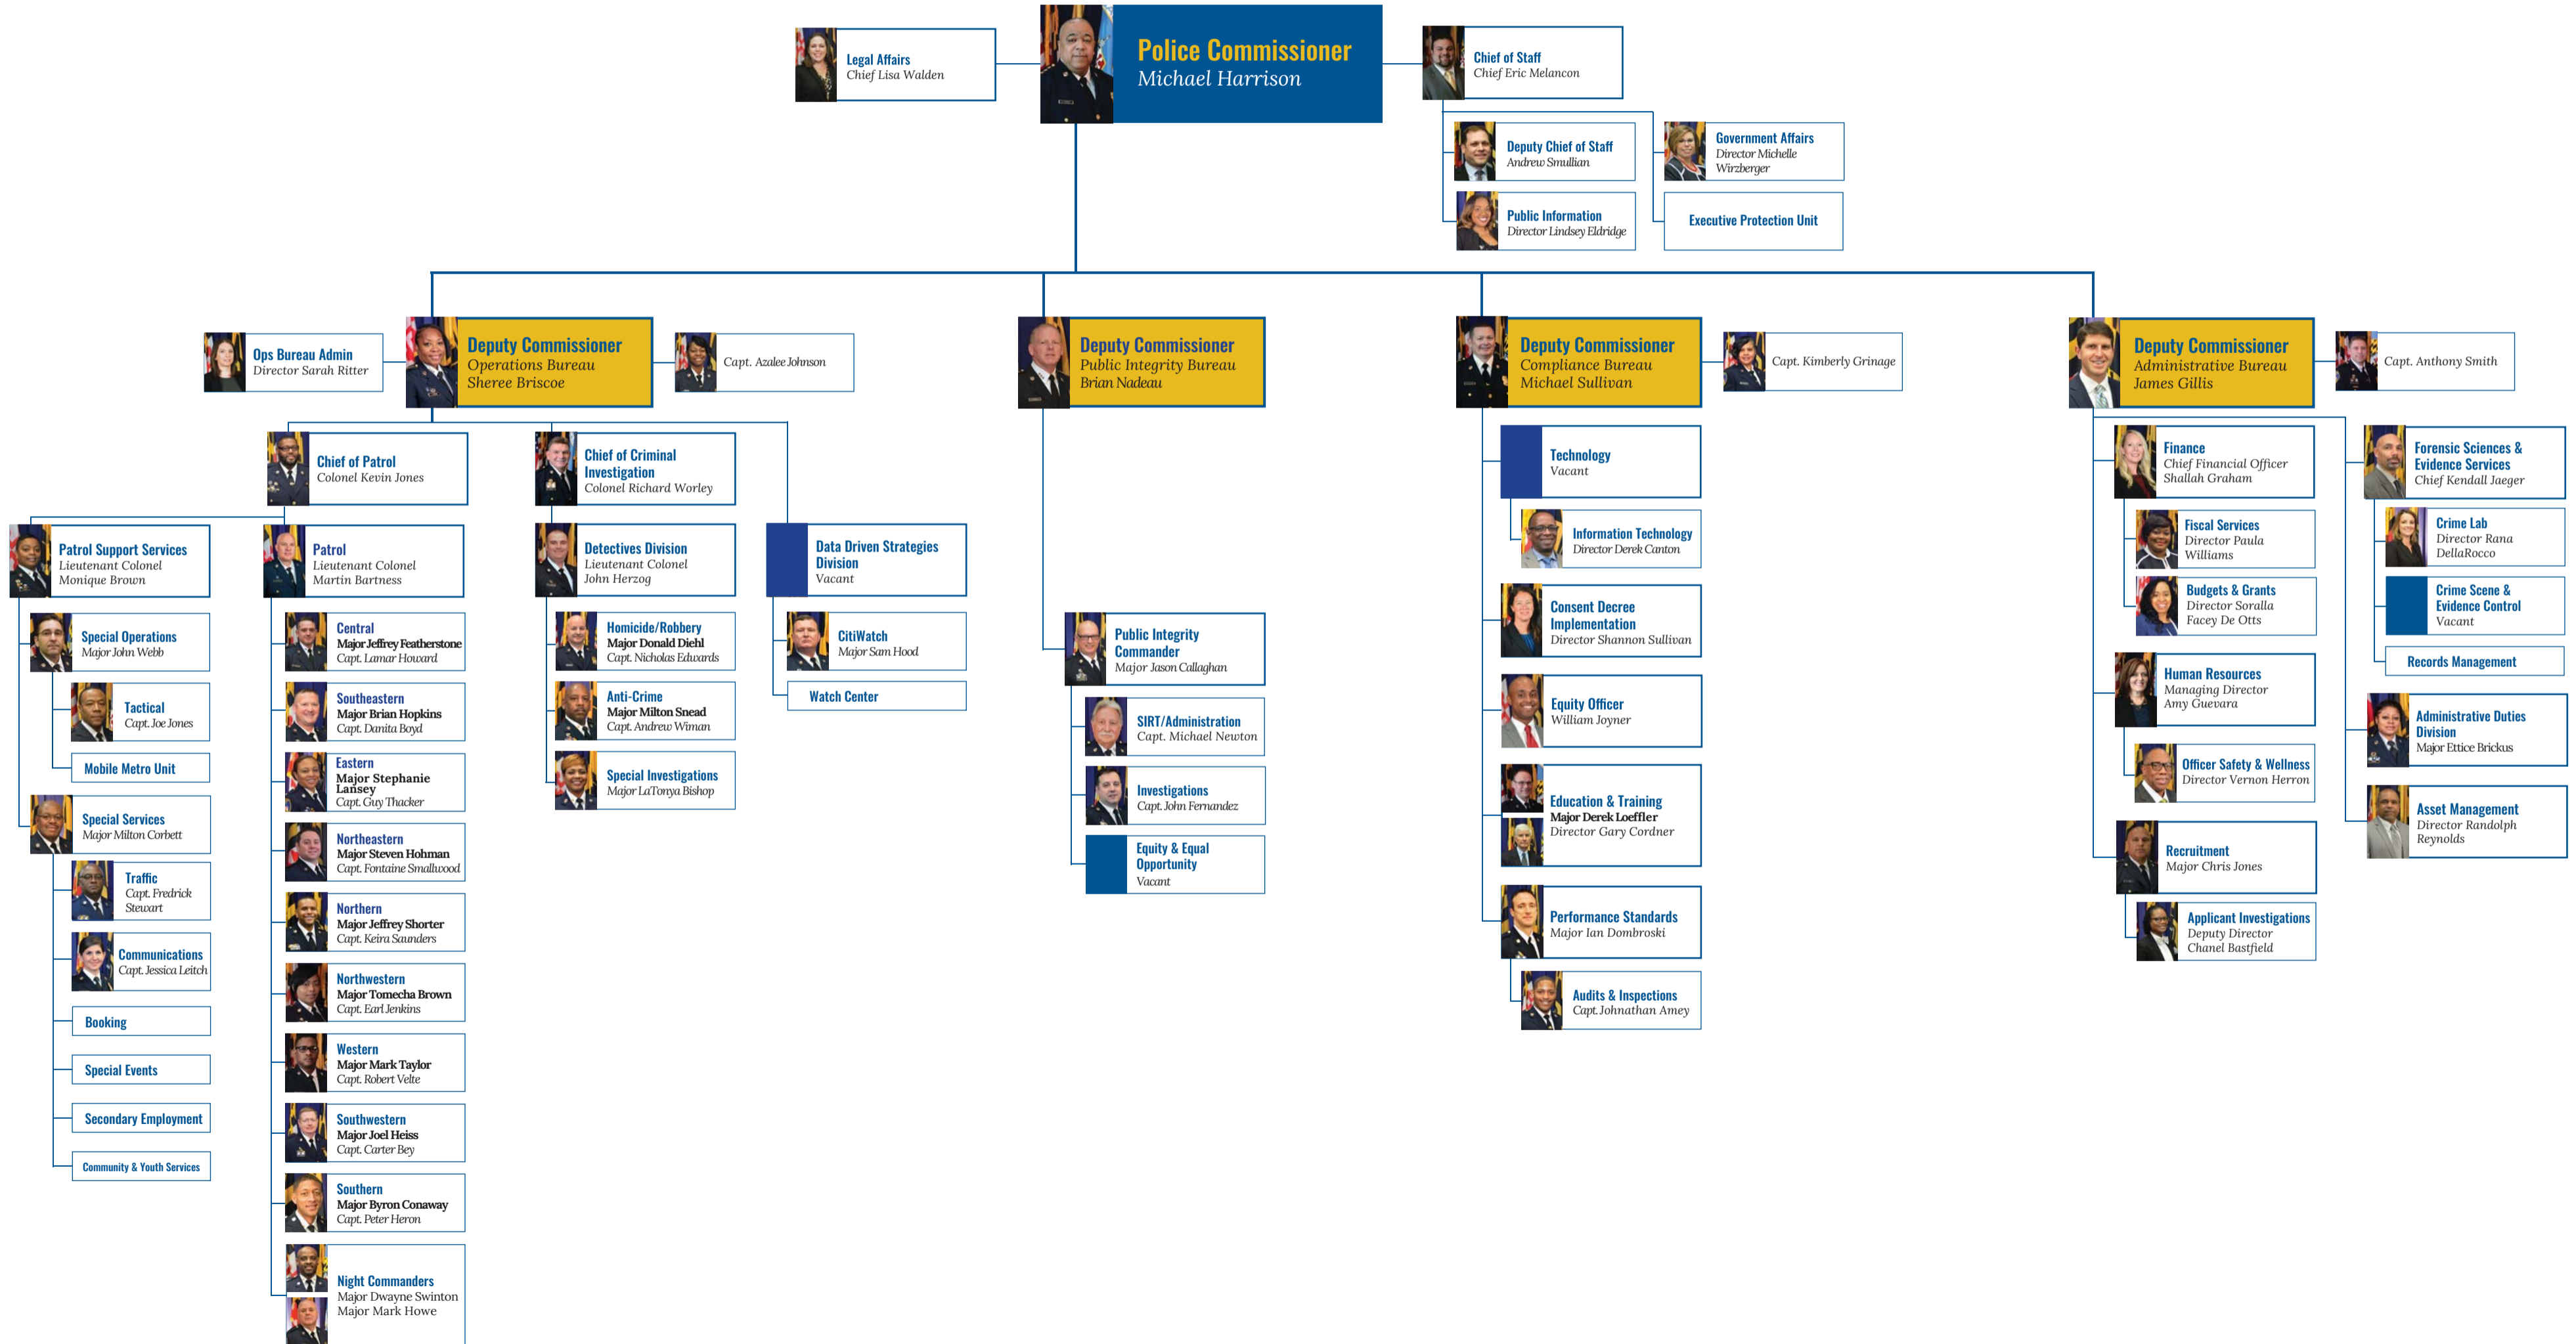 Legal Affairs
Chief Lisa Walden
Police Commissioner
Michael Harrison
Chief of Staff
Chief Eric Melancon
Deputy Chief of Staff
Andrew Smullian
Government Affairs
Director Michelle
Wirzberger
Public Information
Director Lindsey Eldridge
Executive Protection Unit
Ops Bureau Admin
Director Sarah Ritter
Deputy Commissioner
Operations Bureau
Sheree Briscoe
Capt. Azalee Johnson
Deputy Commissioner
Public Integrity Bureau
Brian Nadeau
Deputy Commissioner
Compliance Bureau
Michael Sullivan
Capt. Kimberly Grinage
Deputy Commissioner
Administrative Bureau
James Gillis
Capt. Anthony Smith
Chief of Patrol
Colonel Kevin Jones
Patrol Support Services
Lieutenant Colonel
Monique Brown
Special Operations
Major John Webb
Tactical
Capt. Joe Jones
Mobile Metro Unit
Special Services
Major Milton Corbett
Traffic
Capt. Fredrick
Stewart
Communications
Capt. Jessica Leitch
Booking
Special Events
Secondary Employment
Community & Youth Services
Patrol
Lieutenant Colonel
Martin Bartness
Central
Major Jeffrey Featherstone
Capt. Lamar Howard
Southeastern
Major Brian Hopkins
Capt. Danita Boyd
Eastern
Major Stephanie
Lansey
Capt. Guy Thacker
Northeastern
Major Steven Hohman
Capt. Fontaine Smallwood
Northern
Major Jeffrey Shorter
Capt. Keira Saunders
Northwestern
Major Tomecha Brown
Capt. Earl Jenkins
Western
Major Mark Taylor
Capt. Robert Velte
Southwestern
Major Joel Heiss
Capt. Carter Bey
Southern
Major Byron Conaway
Capt. Peter Heron
Night Commanders
Major Dwayne Swinton
Major Mark Howe
Chief of Criminal
Investigation
Colonel Richard Worley
Detectives Division
Lieutenant Colonel
John Herzog
Homicide/Robbery
Major Donald Diehl
Capt. Nicholas Edwards
Anti-Crime
Major Milton Snead
Capt. Andrew Wiman
Special Investigations
Major LaTonya Bishop
Data Driven Strategies
Division
Vacant
CitiWatch
Major Sam Hood
Watch Center
Public Integrity
Commander
Major Jason Callaghan
SIRT/Administration
Capt. Michael Newton
Investigations
Capt. John Fernandez
Equity & Equal
Opportunity
Vacant
Technology
Vacant
Information Technology
Director Derek Canton
Consent Decree
Implementation
Director Shannon Sullivan
Equity Officer
William Joyner
Education & Training
Major Derek Loeffler
Director Gary Cordner
Performance Standards
Major Ian Dombroski
Audits & Inspections
Capt. Johnathan Amey
Finance
Chief Financial Officer
Shallah Graham
Fiscal Services
Director Paula
Williams
Budgets & Grants
Director Soralla
Facey De Otts
Human Resources
Managing Director
Amy Guevara
Officer Safety & Wellness
Director Vernon Herron
Recruitment
Major Chris Jones
Applicant Investigations
Deputy Director
Chanel Bastfield
Forensic Sciences &
Evidence Services
Chief Kendall Jaeger
Crime Lab
Director Rana
DellaRocco
Crime Scene &
Evidence Control
Vacant
Records Management
Administrative Duties
Division
Major Ettice Brickus
Asset Management
Director Randolph
Reynolds